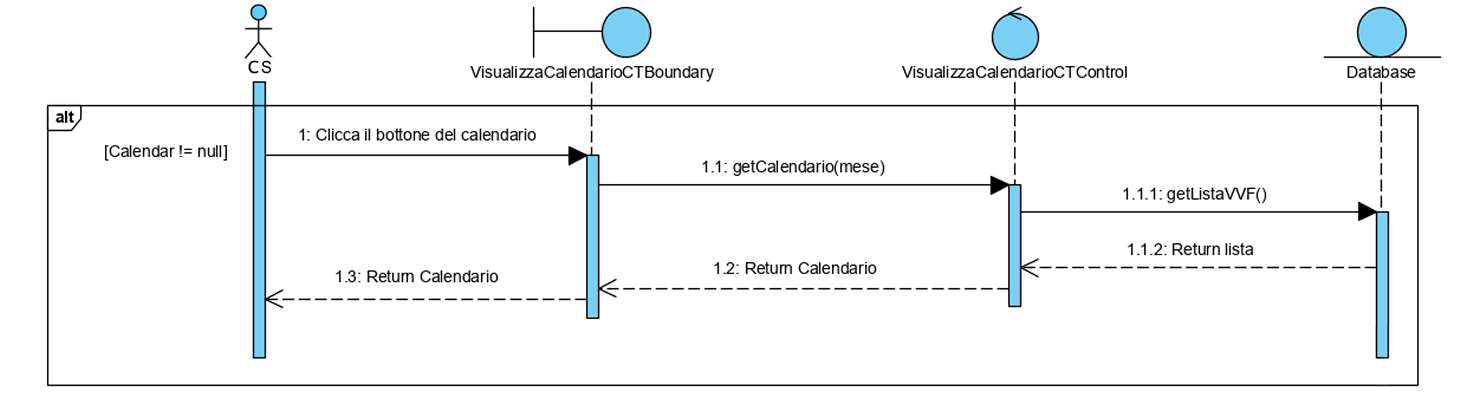 CS
VisualizzaCalendarioCTBoundary
VisualizzaCalendarioCTControl
Database
alt
[Calendar != null]
1: Clicca il bottone del calendario
1.1: getCalendario(mese)
1.1.1: getListaVVF()
1.1.2: Return lista
1.2: Return Calendario
1.3: Return Calendario